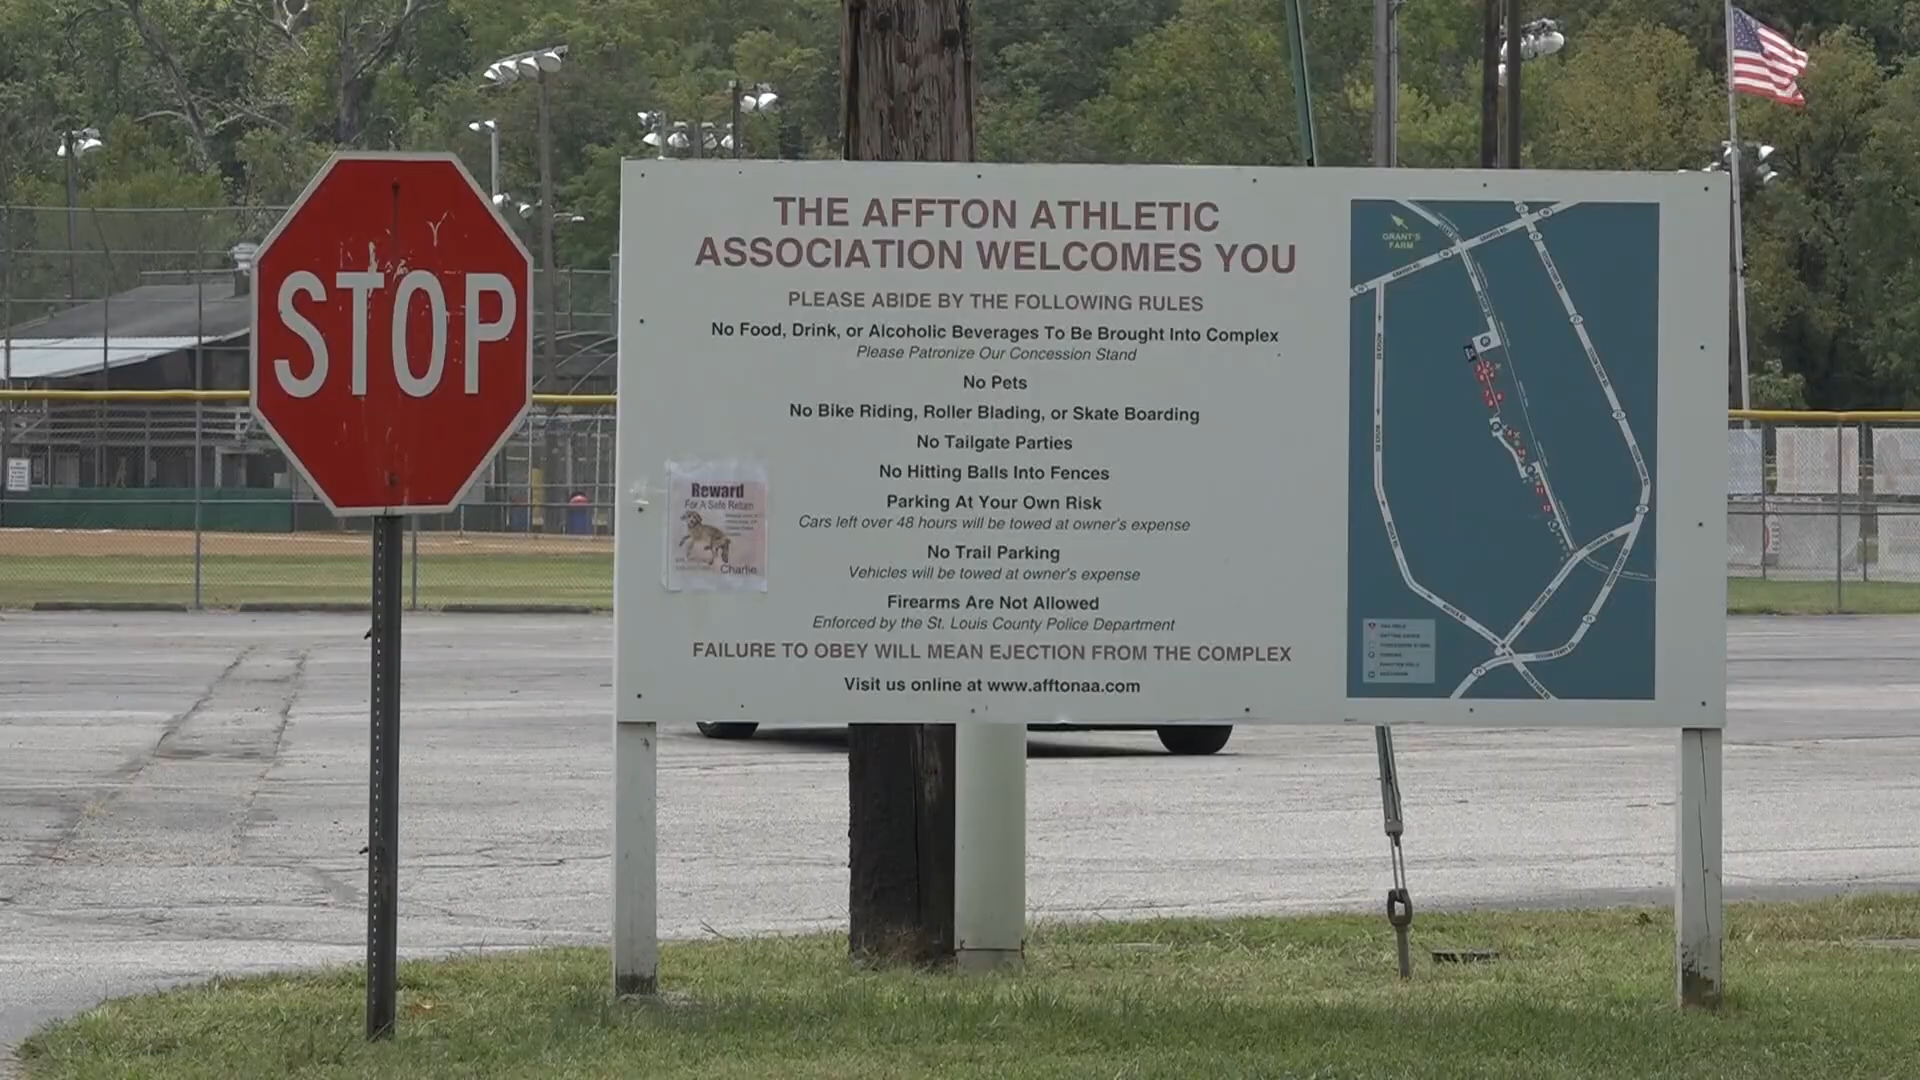 STOP
THE AFFTON ATHLETIC
ASSOCIATION WELCOMES YOU
PLEASE ABIDE BY THE FOLLOWING RULES
No Food, Drink, or Alcoholic Beverages To Be Brought Into Complex
Please Patronize Our Concession Stand
No Pets
No Bike Riding, Roller Blading, or Skate Boarding
No Tailgate Parties
No Hitting Balls Into Fences
Parking At Your Own Risk
Cars left over 48 hours will be towed at owner's expense
No Trail Parking
Vehicles will be towed at owner's expense
Firearms Are Not Allowed
Enforced by the St. Louis County Police Department
FAILURE TO OBEY WILL MEAN EJECTION FROM THE COMPLEX
Visit us online at www.afftonaa.com
Reward
For A Safe Return
Charlie
GRANT'S
FARM